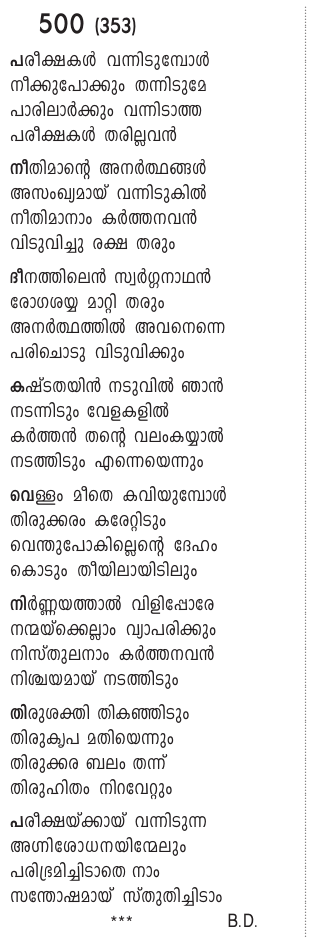 500 (353)
പരീക്ഷകൾ വന്നിടുമ്പോൾ
നീക്കുപോക്കും തന്നിടുമേ
പാരിലാർക്കും വന്നിടാത്ത
പരീക്ഷകൾ തരില്ലവൻ
നീതിമാന്റെ അനർത്ഥങ്ങൾ
അസംഖ്യമായ് വന്നിടുകിൽ
നീതിമാനാം കർത്തനവൻ
വിടുവിച്ചു രക്ഷ തരും
ദീനത്തിലെൻ സ്വർഗ്ഗനാഥൻ
രോഗശയ്യ മാറ്റി തരും
അനർത്ഥത്തിൽ അവനെന്നെ
പരിചൊടു വിടുവിക്കും
കഷ്ടതയിൻ നടുവിൽ ഞാൻ
നടന്നിടും വേളകളിൽ
കർത്തൻ തന്റെ വലംകയ്യാൽ
നടത്തിടും എന്നെയെന്നും
വെള്ളം മീതെ കവിയുമ്പോൾ
തിരുക്കരം കരേറ്റിടും
വെന്തുപോകില്ലെന്റെ ദേഹം
കൊടും തീയിലായിടിലും
നിർണ്ണയത്താൽ വിളിപ്പോരേ
നന്മയ്ക്കെല്ലാം വ്യാപരിക്കും
നിസ്തുലനാം കർത്തനവൻ
നിശ്ചയമായ് നടത്തിടും
തിരുശക്തി തികഞ്ഞിടും
തിരുകൃപ മതിയെന്നും
തിരുക്കര ബലം തന്ന്
തിരുഹിതം നിറവേറ്റും
പരീക്ഷയ്ക്കായ് വന്നിടുന്ന
അഗ്നിശോധനയിന്മേലും
പരിഭ്രമിച്ചിടാതെ നാം
സന്തോഷമായ് സ്തുതിച്ചിടാം
*** B.D.